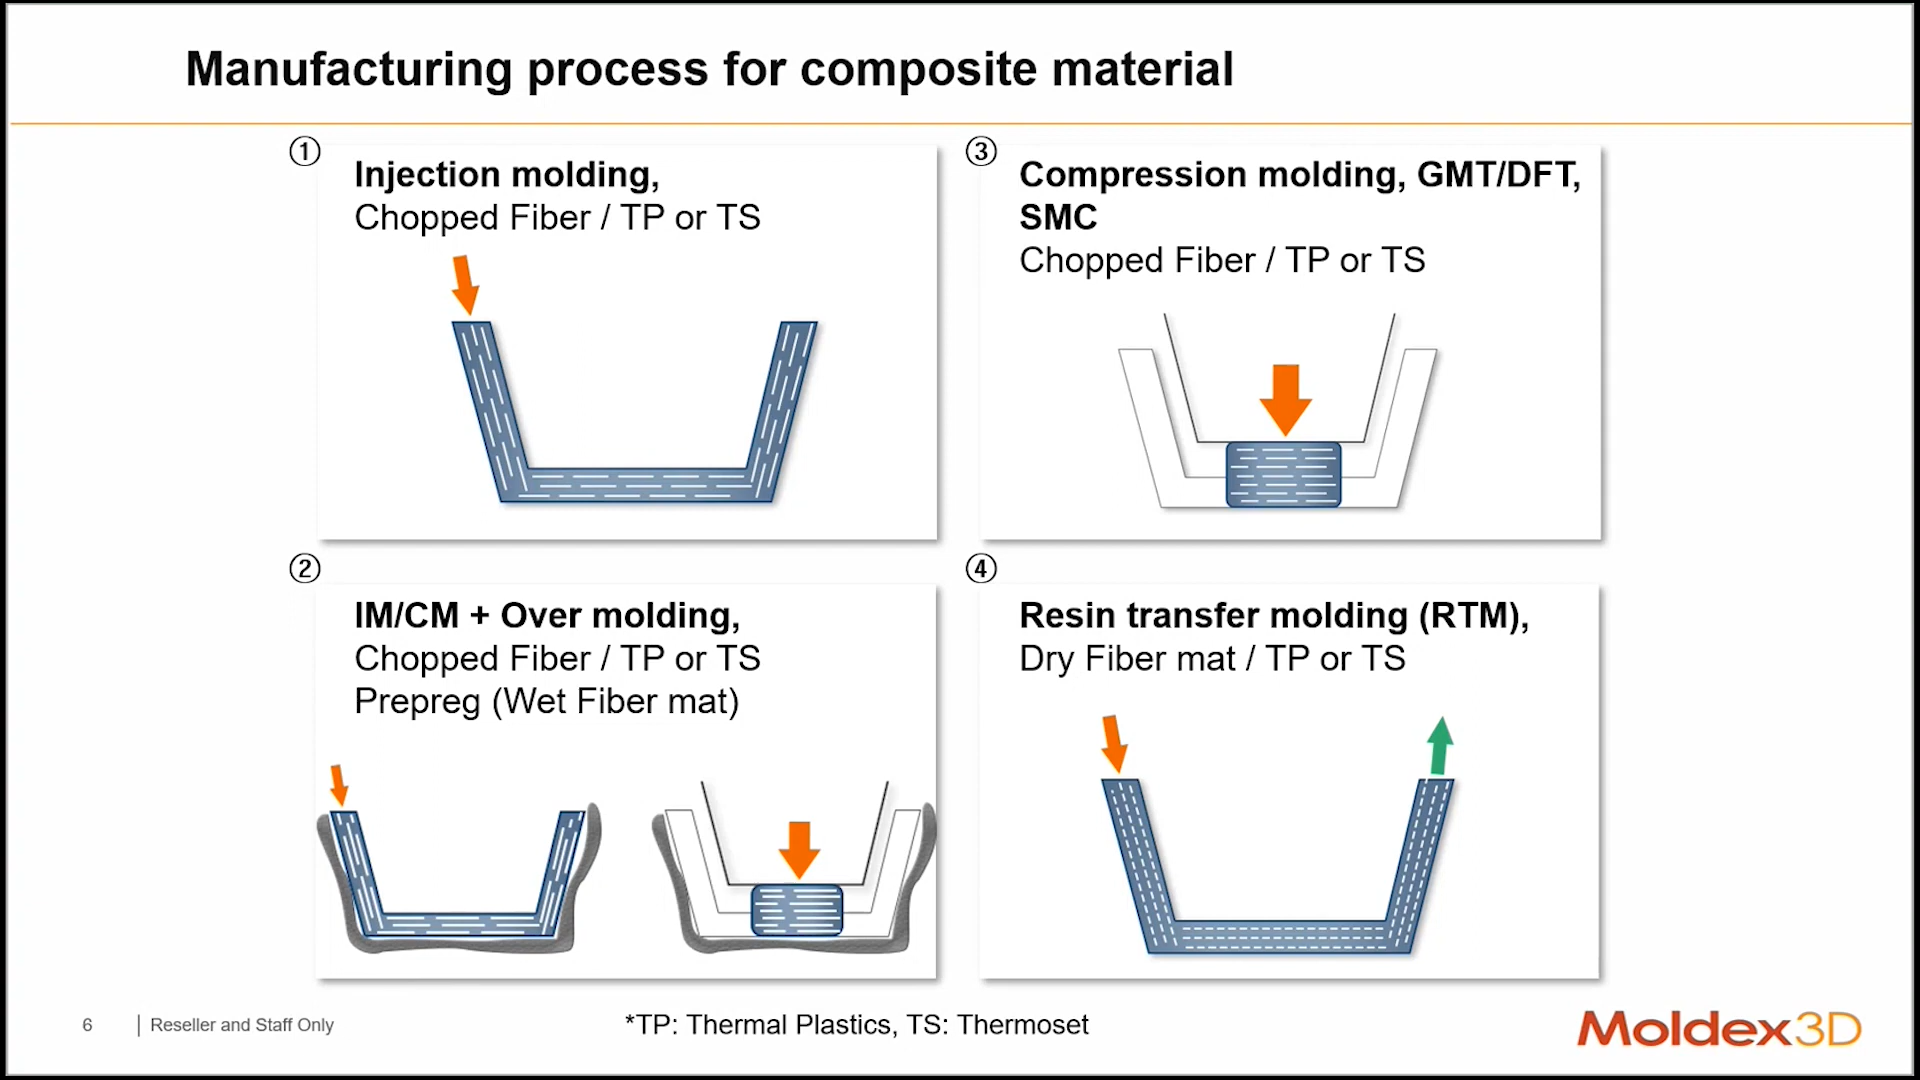 Manufacturing process for composite material
①
Injection molding,
Chopped Fiber / TP or TS
②
IM/CM + Over molding,
Chopped Fiber / TP or TS
Prepreg (Wet Fiber mat)
③
Compression molding, GMT/DFT,
SMC
Chopped Fiber / TP or TS
④
Resin transfer molding (RTM),
Dry Fiber mat / TP or TS
6
Reseller and Staff Only
*TP: Thermal Plastics, TS: Thermoset
Moldex3D